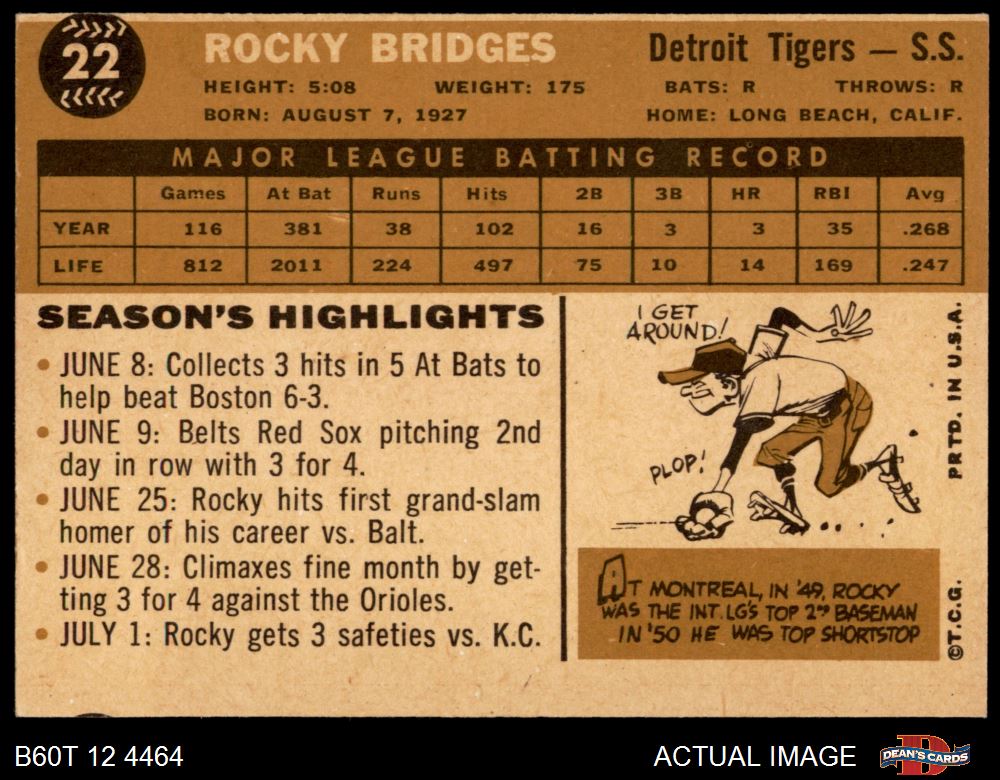 22
ROCKY BRIDGES
Detroit Tigers — S.S.
HEIGHT: 5:08 WEIGHT: 175 BATS: R THROWS: R
BORN: AUGUST 7, 1927 HOME: LONG BEACH, CALIF.
MAJOR LEAGUE BATTING RECORD
Games At Bat Runs Hits 2B 3B HR RBI Avg
YEAR 116 381 38 102 16 3 3 35 .268
LIFE 812 2011 224 497 75 10 14 169 .247
SEASON'S HIGHLIGHTS
• JUNE 8: Collects 3 hits in 5 At Bats to
help beat Boston 6-3.
• JUNE 9: Belts Red Sox pitching 2nd
day in row with 3 for 4.
• JUNE 25: Rocky hits first grand-slam
homer of his career vs. Balt.
• JUNE 28: Climaxes fine month by get-
ting 3 for 4 against the Orioles.
• JULY 1: Rocky gets 3 safeties vs. K.C.
I GET
AROUND!
PLOP!
AT MONTREAL, IN '49, ROCKY
WAS THE INT. LG'S TOP 2ND BASEMAN
IN '50 HE WAS TOP SHORTSTOP
PRTD. IN U.S.A.
©T.C.G.
B60T 12 4464
ACTUAL IMAGE
DEAN'S CARDS